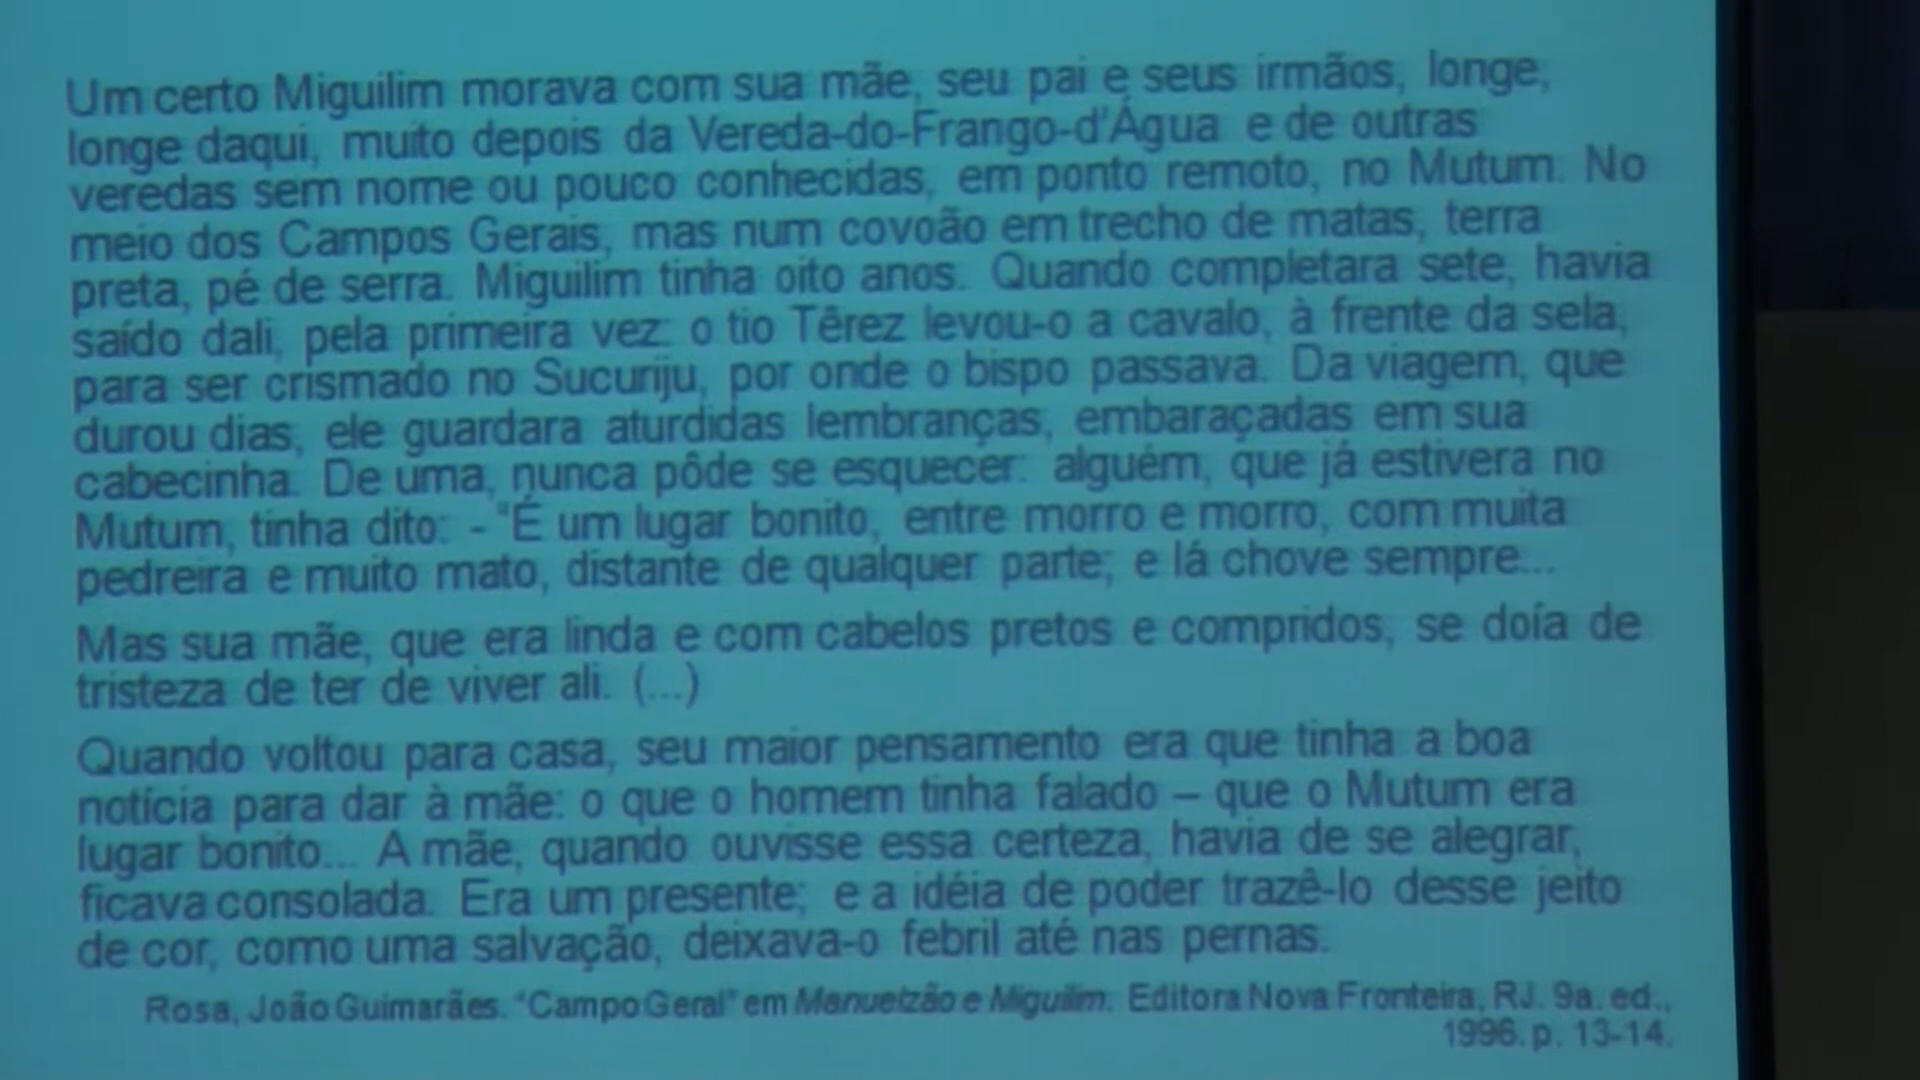 Um certo Miguilim morava com sua mãe, seu pai e seus irmãos, longe,
longe daqui, muito depois da Vereda-do-Frango-d'Água e de outras
veredas sem nome ou pouco conhecidas, em ponto remoto, no Mutum. No
meio dos Campos Gerais, mas num covoão em trecho de matas, terra
preta, pé de serra. Miguilim tinha oito anos. Quando completara sete, havia
saído dali, pela primeira vez: o tio Têrez levou-o a cavalo, à frente da sela,
para ser crismado no Sucuriju, por onde o bispo passava. Da viagem, que
durou dias, ele guardara aturdidas lembranças, embaraçadas em sua
cabecinha. De uma, nunca pôde se esquecer: alguém, que já estivera no
Mutum, tinha dito: - "É um lugar bonito, entre morro e morro, com muita
pedreira e muito mato, distante de qualquer parte; e lá chove sempre...
Mas sua mãe, que era linda e com cabelos pretos e compridos, se doía de
tristeza de ter de viver ali. (...)
Quando voltou para casa, seu maior pensamento era que tinha a boa
notícia para dar à mãe: o que o homem tinha falado – que o Mutum era
lugar bonito... A mãe, quando ouvisse essa certeza, havia de se alegrar,
ficava consolada. Era um presente; e a idéia de poder trazê-lo desse jeito
de cor, como uma salvação, deixava-o febril até nas pernas.
Rosa, João Guimarães. "Campo Geral" em Manuelzão e Miguilim. Editora Nova Fronteira, RJ. 9a. ed.,
1996. p. 13-14.